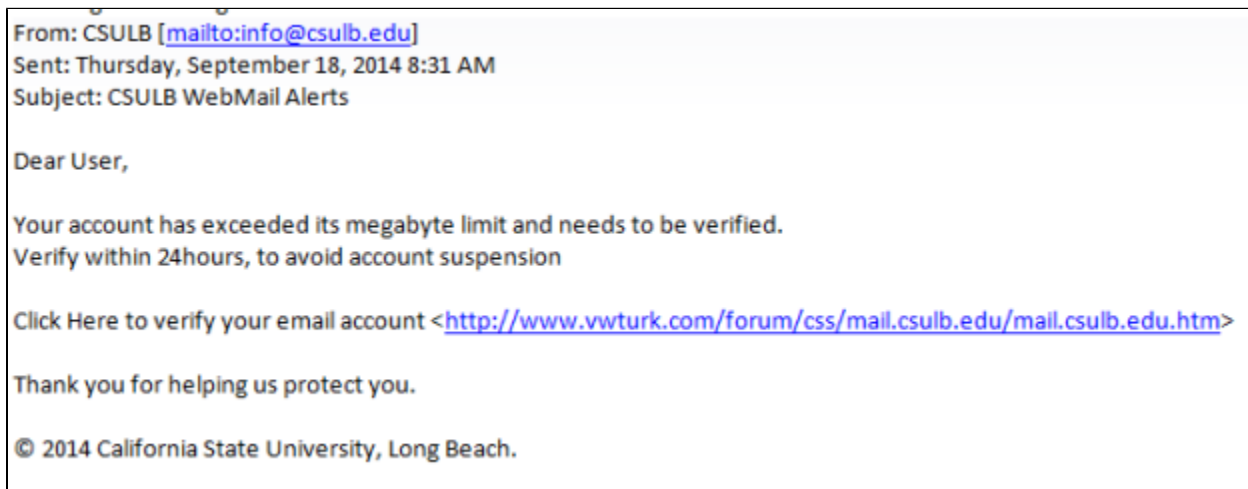 From: CSULB [mailto:info@csulb.edu]
Sent: Thursday, September 18, 2014 8:31 AM
Subject: CSULB WebMail Alerts
Dear User,
Your account has exceeded its megabyte limit and needs to be verified.
Verify within 24hours, to avoid account suspension
Click Here to verify your email account <http://www.vwturk.com/forum/css/mail.csulb.edu/mail.csulb.edu.htm>
Thank you for helping us protect you.
© 2014 California State University, Long Beach.